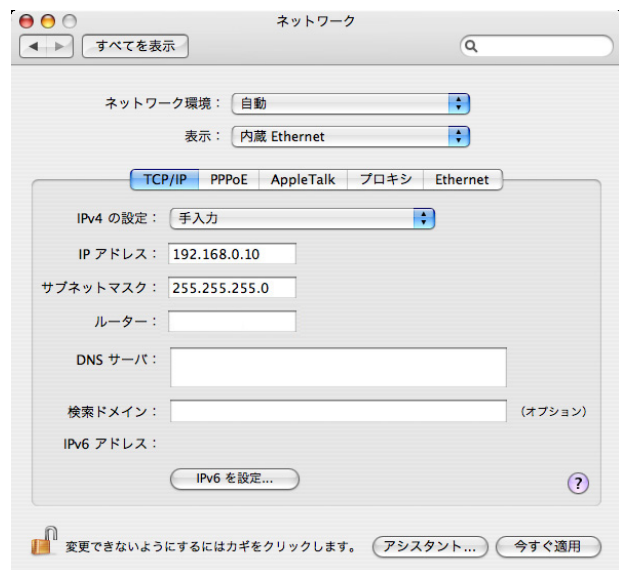 ネットワーク
すべてを表示
ネットワーク環境： 自動
表示： 内蔵 Ethernet
TCP/IP PPPoE AppleTalk プロキシ Ethernet
IPv4 の設定： 手入力
IP アドレス： 192.168.0.10
サブネットマスク： 255.255.255.0
ルーター：
DNS サーバ：
検索ドメイン： (オプション)
IPv6 アドレス：
IPv6 を設定...
?
変更できないようにするにはカギをクリックします。 アシスタント... 今すぐ適用